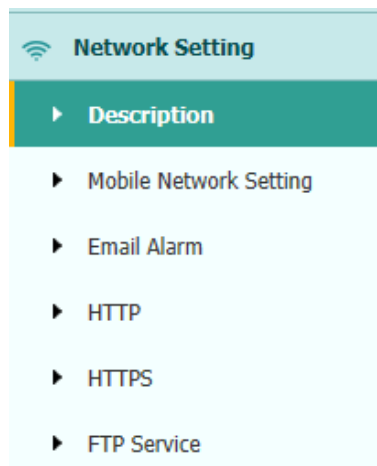 Network Setting
Description
Mobile Network Setting
Email Alarm
HTTP
HTTPS
FTP Service